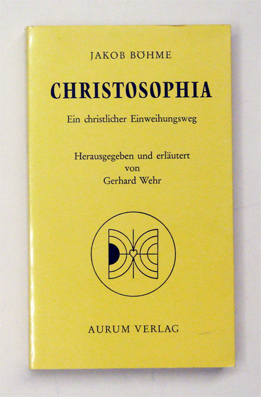 JAKOB BÖHME
CHRISTOSOPHIA
Ein christlicher Einweihungsweg
Herausgegeben und erläutert
von
Gerhard Wehr
AURUM VERLAG